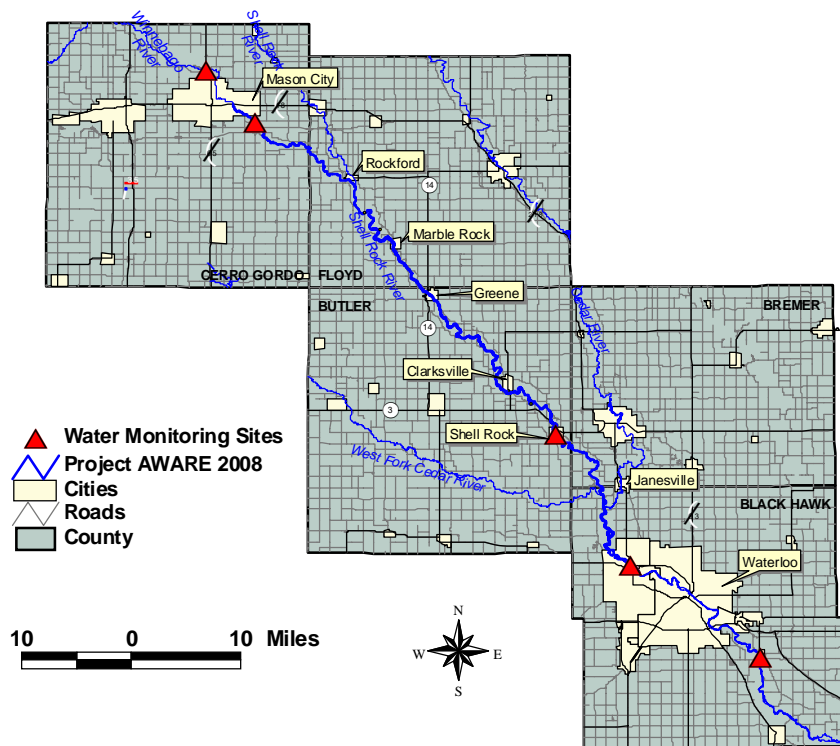 Winnebago
River
Shell Rock
River
Mason City
Rockford
14
Shell Rock River
Marble Rock
CERRO GORDO
FLOYD
Greene
BUTLER
Cedar River
BREMER
14
Clarksville
3
Shell Rock
West Fork Cedar River
Janesville
BLACK HAWK
Waterloo
Water Monitoring Sites
Project AWARE 2008
Cities
Roads
County
10 0 10 Miles
N
W E
S